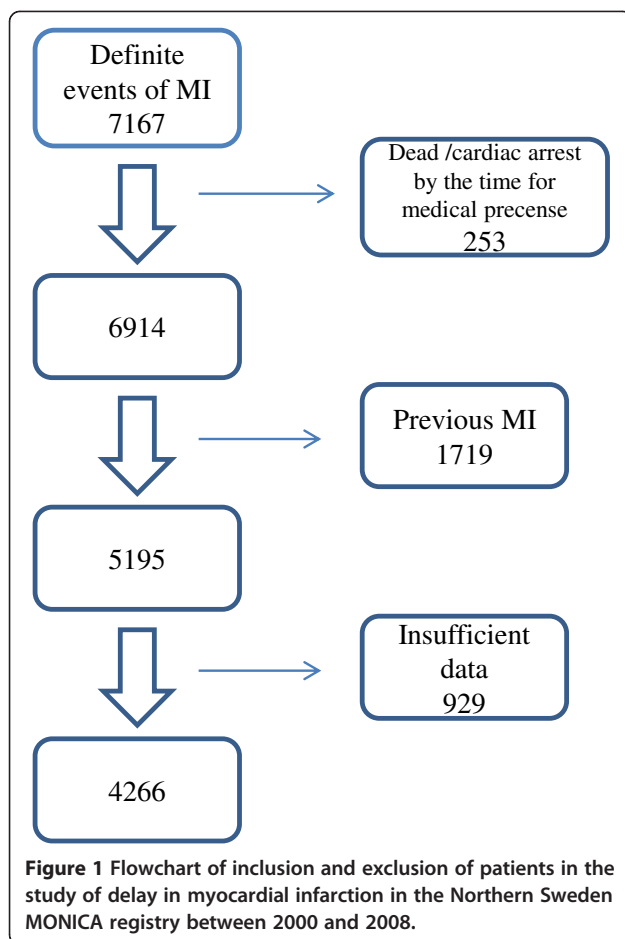 Definite
events of MI
7167
Dead /cardiac arrest
by the time for
medical precense
253
6914
Previous MI
1719
5195
Insufficient
data
929
4266
Figure 1 Flowchart of inclusion and exclusion of patients in the
study of delay in myocardial infarction in the Northern Sweden
MONICA registry between 2000 and 2008.